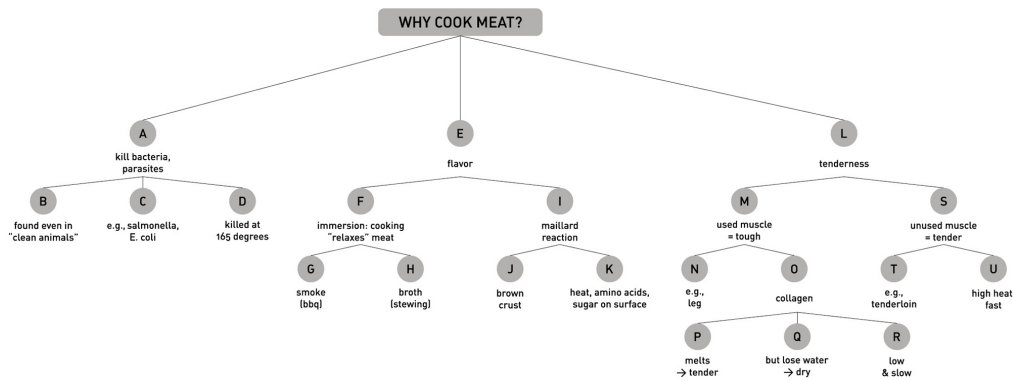 WHY COOK MEAT?
A
kill bacteria,
parasites
E
flavor
L
tenderness
B
found even in
"clean animals"
C
e.g., salmonella,
E. coli
D
killed at
165 degrees
F
immersion: cooking
"relaxes" meat
I
maillard
reaction
M
used muscle
= tough
S
unused muscle
= tender
G
smoke
(bbq)
H
broth
(stewing)
J
brown
crust
K
heat, amino acids,
sugar on surface
N
e.g.,
leg
O
collagen
T
e.g.,
tenderloin
U
high heat
fast
P
melts
→ tender
Q
but lose water
→ dry
R
low
& slow